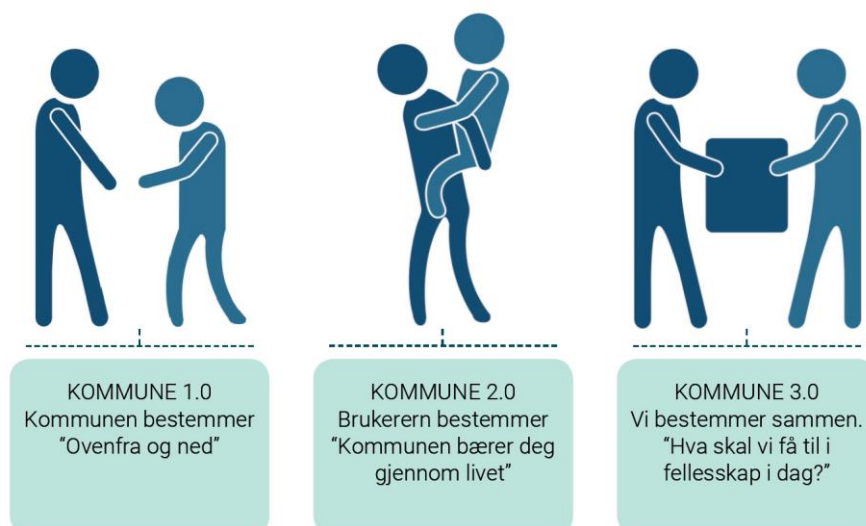 KOMMUNE 1.0
Kommunen bestemmer
“Ovenfra og ned”
KOMMUNE 2.0
Brukerern bestemmer
“Kommunen bærer deg
gjennom livet”
KOMMUNE 3.0
Vi bestemmer sammen.
“Hva skal vi få til i
fellesskap i dag?”